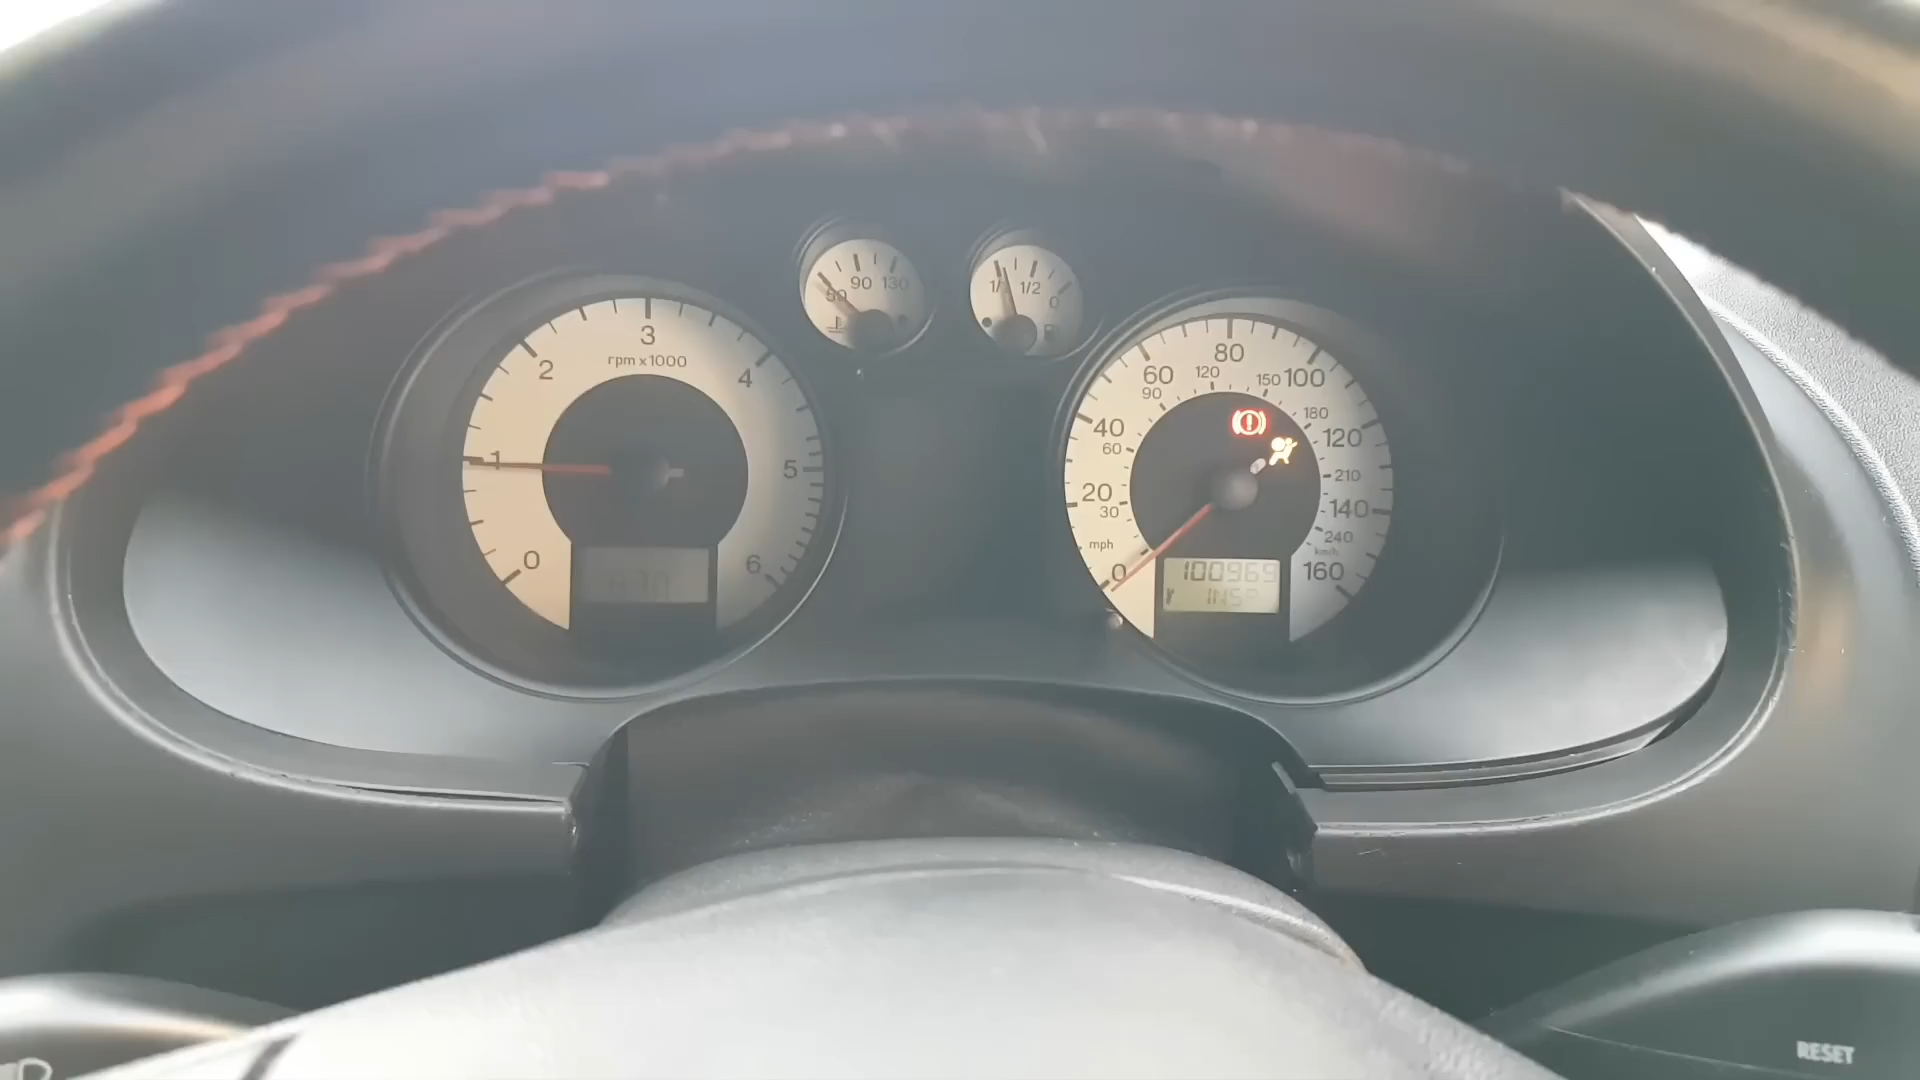 50 90 130
1/ 1/2 0
0 1 2 3 4 5 6
rpm x 1000
0 20 40 60 80 100 120 140 160
mph
30 60 90 120 150 180 210 240
km/h
100969
INSP
RESET